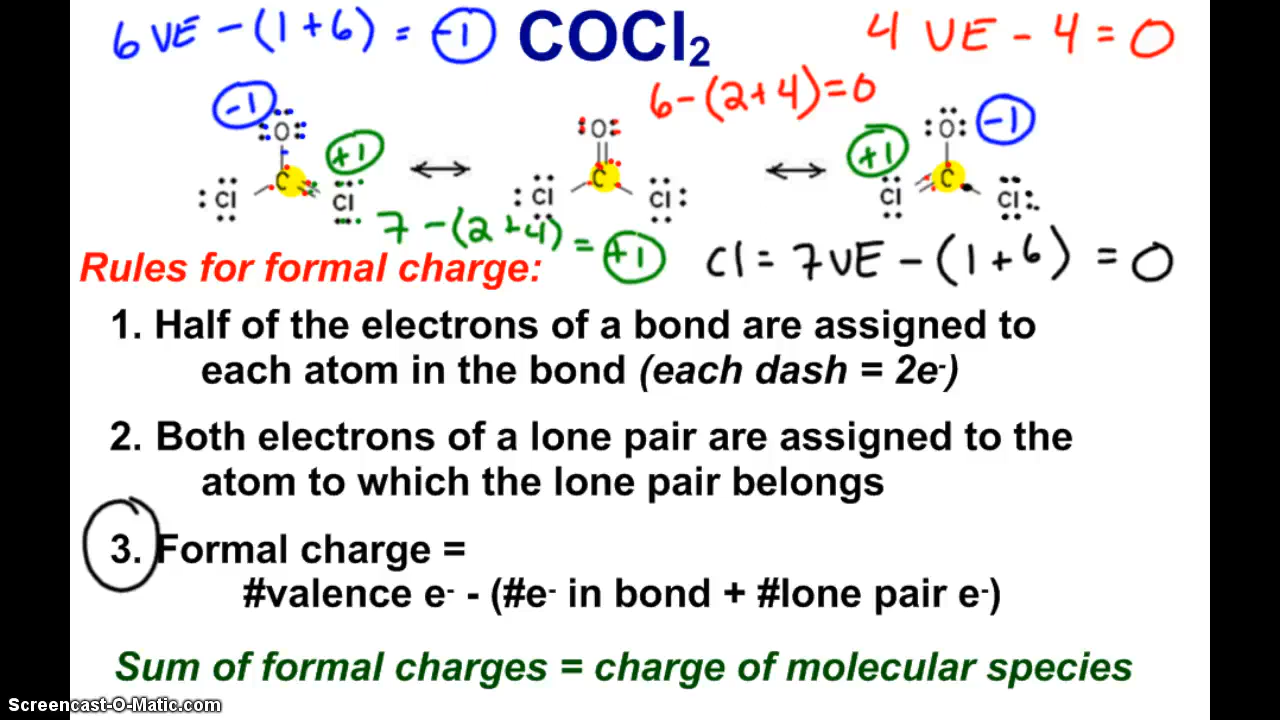 6 VE - (1 + 6) = -1
COCl₂
4 VE - 4 = 0
6 - (2 + 4) = 0
-1
O
+1
C
Cl
Cl
O
C
Cl
Cl
-1
O
+1
C
Cl
Cl
7 - (2 + 4) = +1
Cl = 7VE - (1 + 6) = 0
Rules for formal charge:
1. Half of the electrons of a bond are assigned to
each atom in the bond (each dash = 2e⁻)
2. Both electrons of a lone pair are assigned to the
atom to which the lone pair belongs
3. Formal charge =
#valence e⁻ - (#e⁻ in bond + #lone pair e⁻)
Sum of formal charges = charge of molecular species
Screencast-O-Matic.com